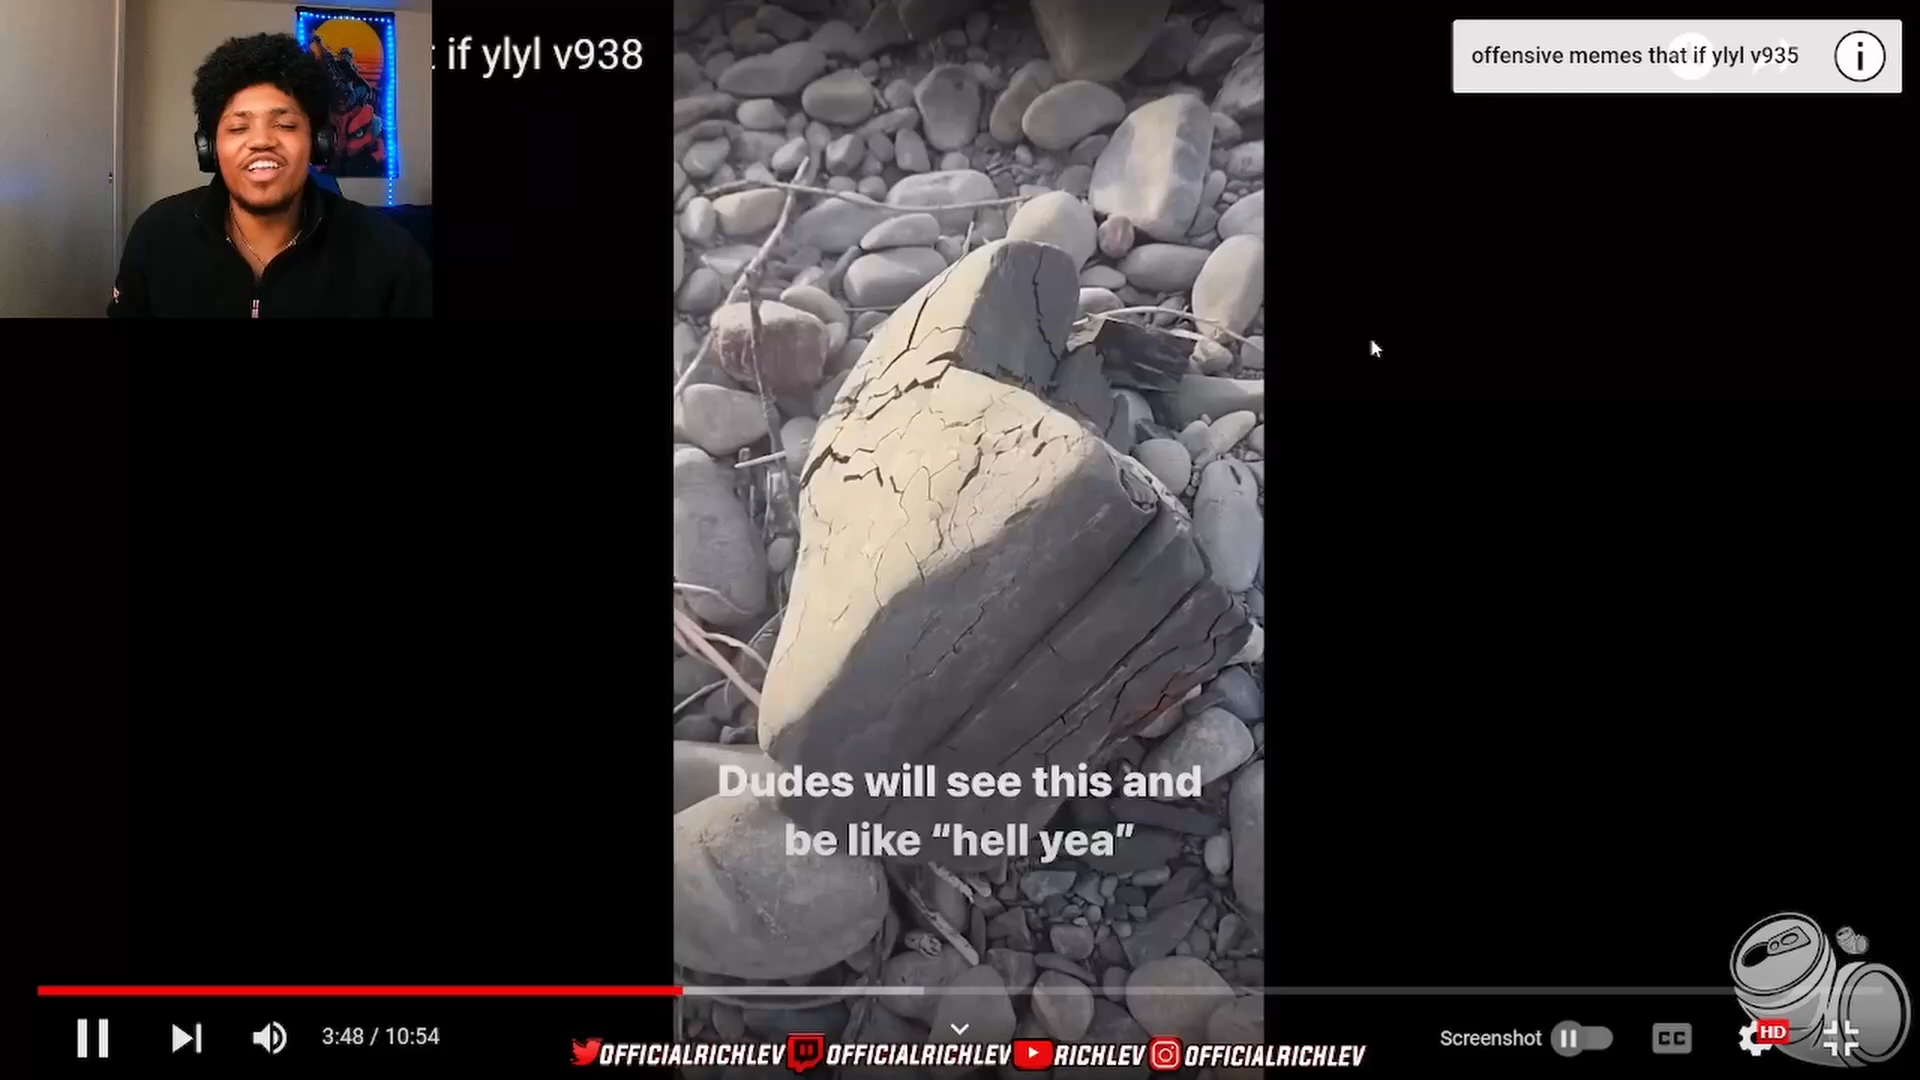 : if ylyl v938
offensive memes that if ylyl v935
i
Dudes will see this and
be like “hell yea”
3:48 / 10:54
Screenshot
CC
HD
OFFICIALRICHLEV OFFICIALRICHLEV RICHLEV OFFICIALRICHLEV